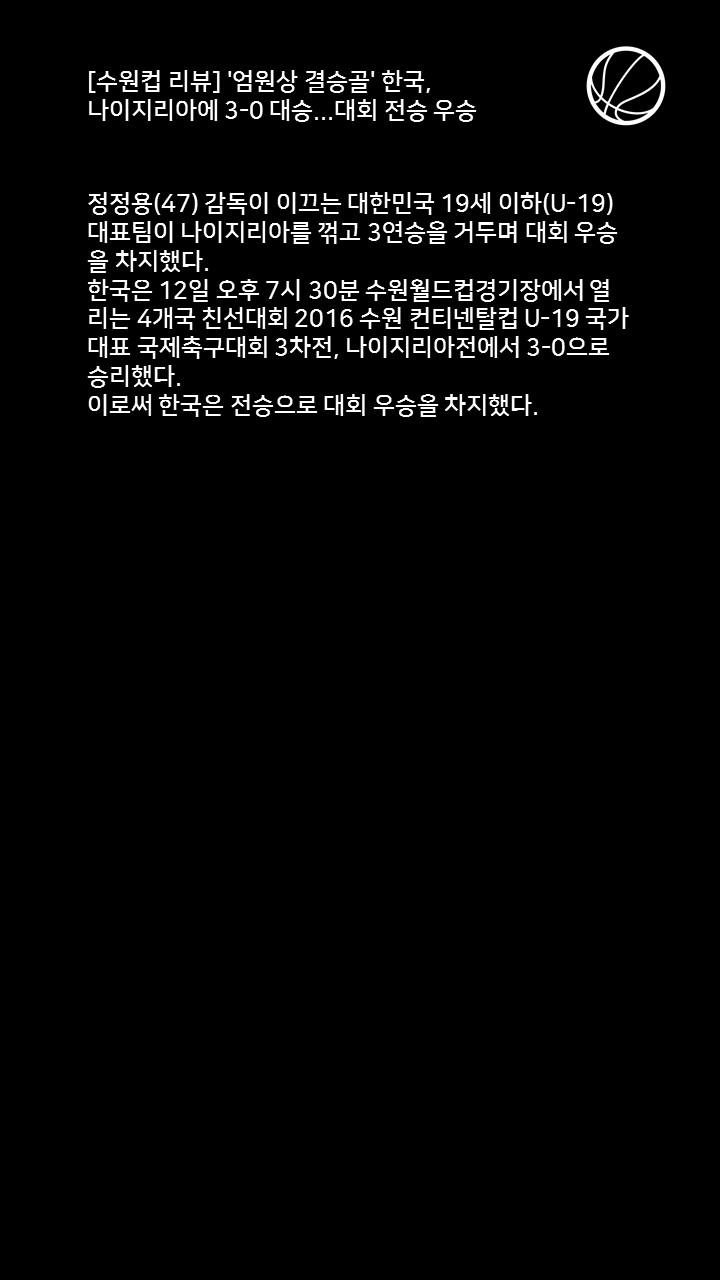 [수원컵 리뷰] '엄원상 결승골' 한국,
나이지리아에 3-0 대승...대회 전승 우승
정정용(47) 감독이 이끄는 대한민국 19세 이하(U-19)
대표팀이 나이지리아를 꺾고 3연승을 거두며 대회 우승
을 차지했다.
한국은 12일 오후 7시 30분 수원월드컵경기장에서 열
리는 4개국 친선대회 2016 수원 컨티넨탈컵 U-19 국가
대표 국제축구대회 3차전, 나이지리아전에서 3-0으로
승리했다.
이로써 한국은 전승으로 대회 우승을 차지했다.